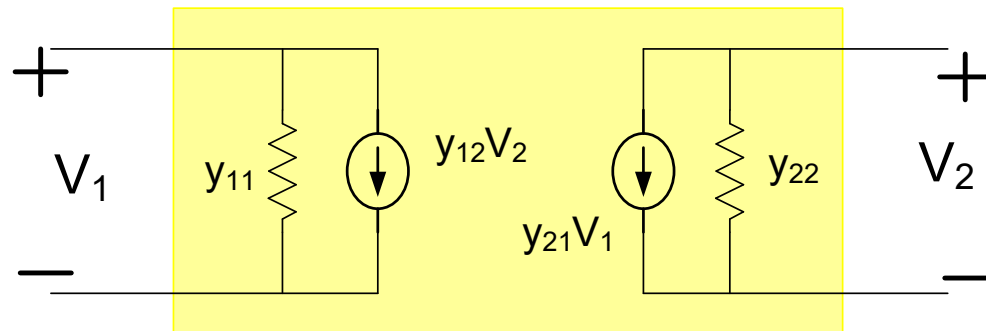 +
+
V₁
y₁₁
y₁₂V₂
y₂₁V₁
y₂₂
V₂
−
−